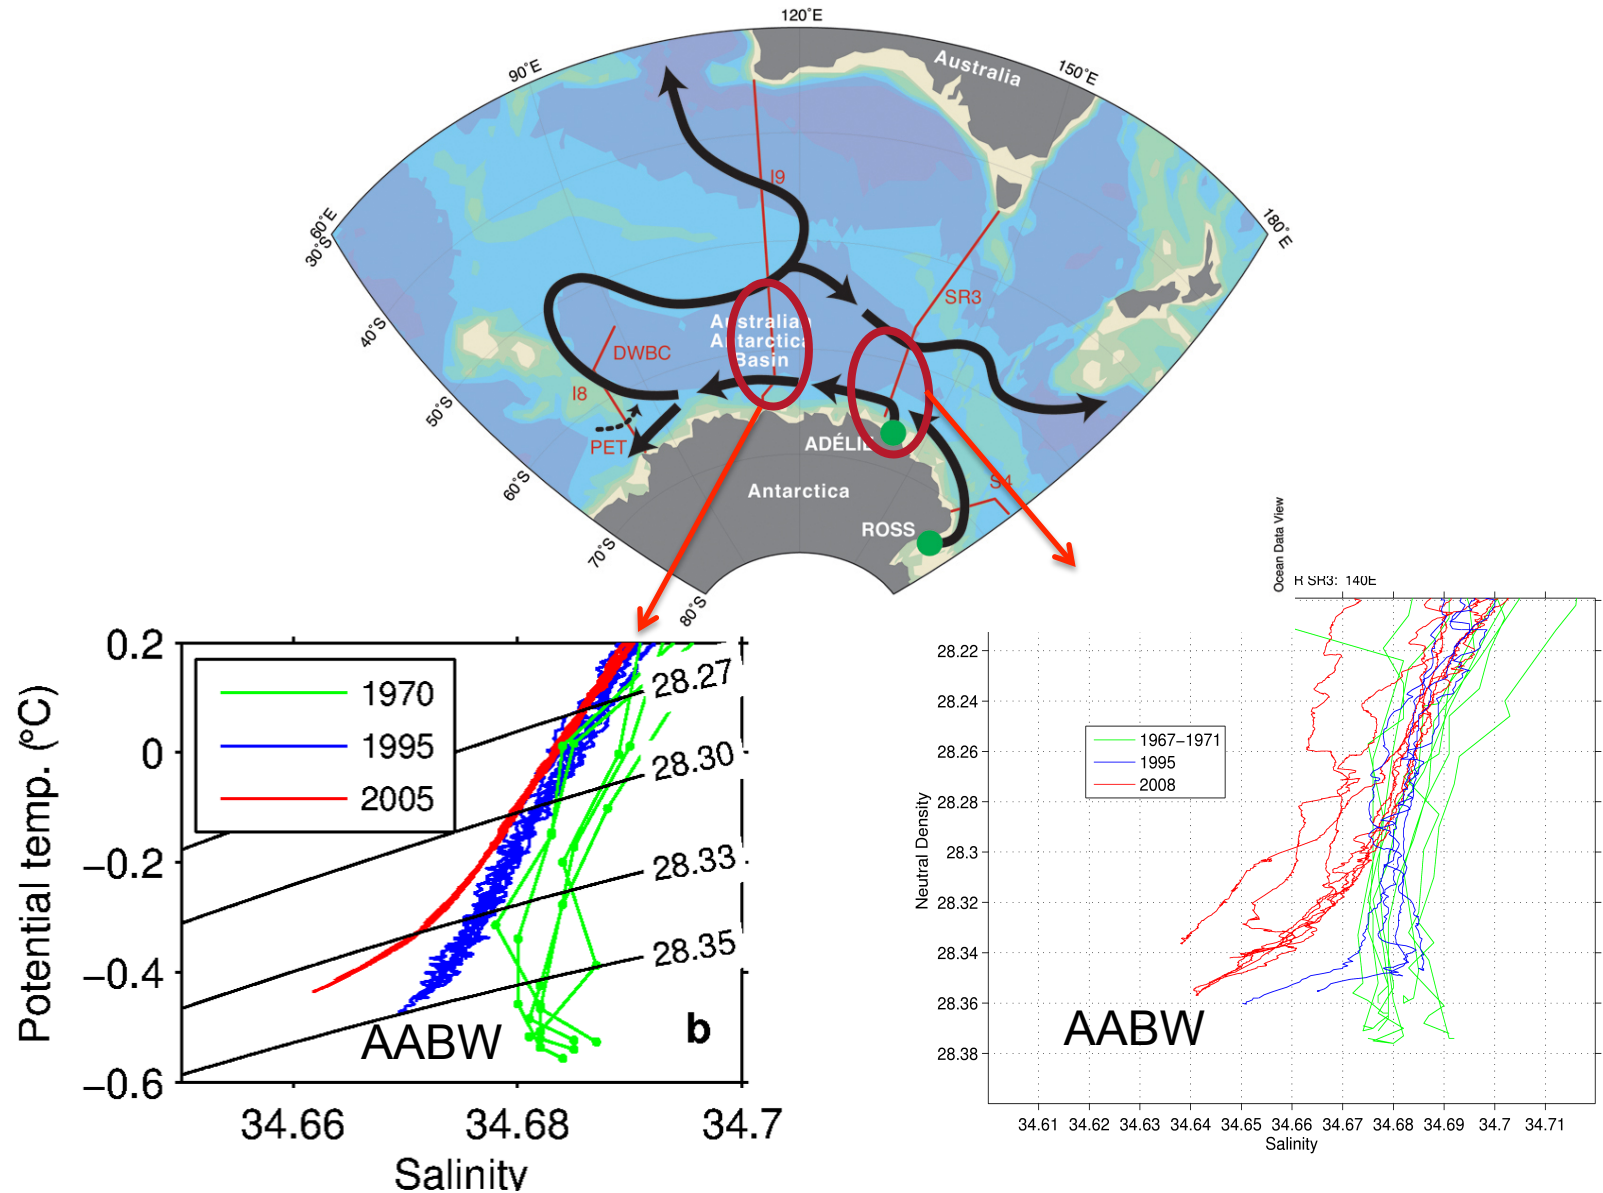 120°E
90°E
150°E
Australia
60°E
30°S
180°E
I9
SR3
40°S
Australian
Antarctic
Basin
DWBC
I8
50°S
PET
ADÉLIE
60°S
Antarctica
S4
ROSS
70°S
80°S
Ocean Data View
R SR3: 140E
0.2
0
−0.2
−0.4
−0.6
Potential temp. (°C)
1970
1995
2005
28.27
28.30
28.33
28.35
AABW
b
34.66
34.68
34.7
Salinity
28.22
28.24
28.26
28.28
28.3
28.32
28.34
28.36
28.38
Neutral Density
1967−1971
1995
2008
AABW
34.61 34.62 34.63 34.64 34.65 34.66 34.67 34.68 34.69 34.7 34.71
Salinity